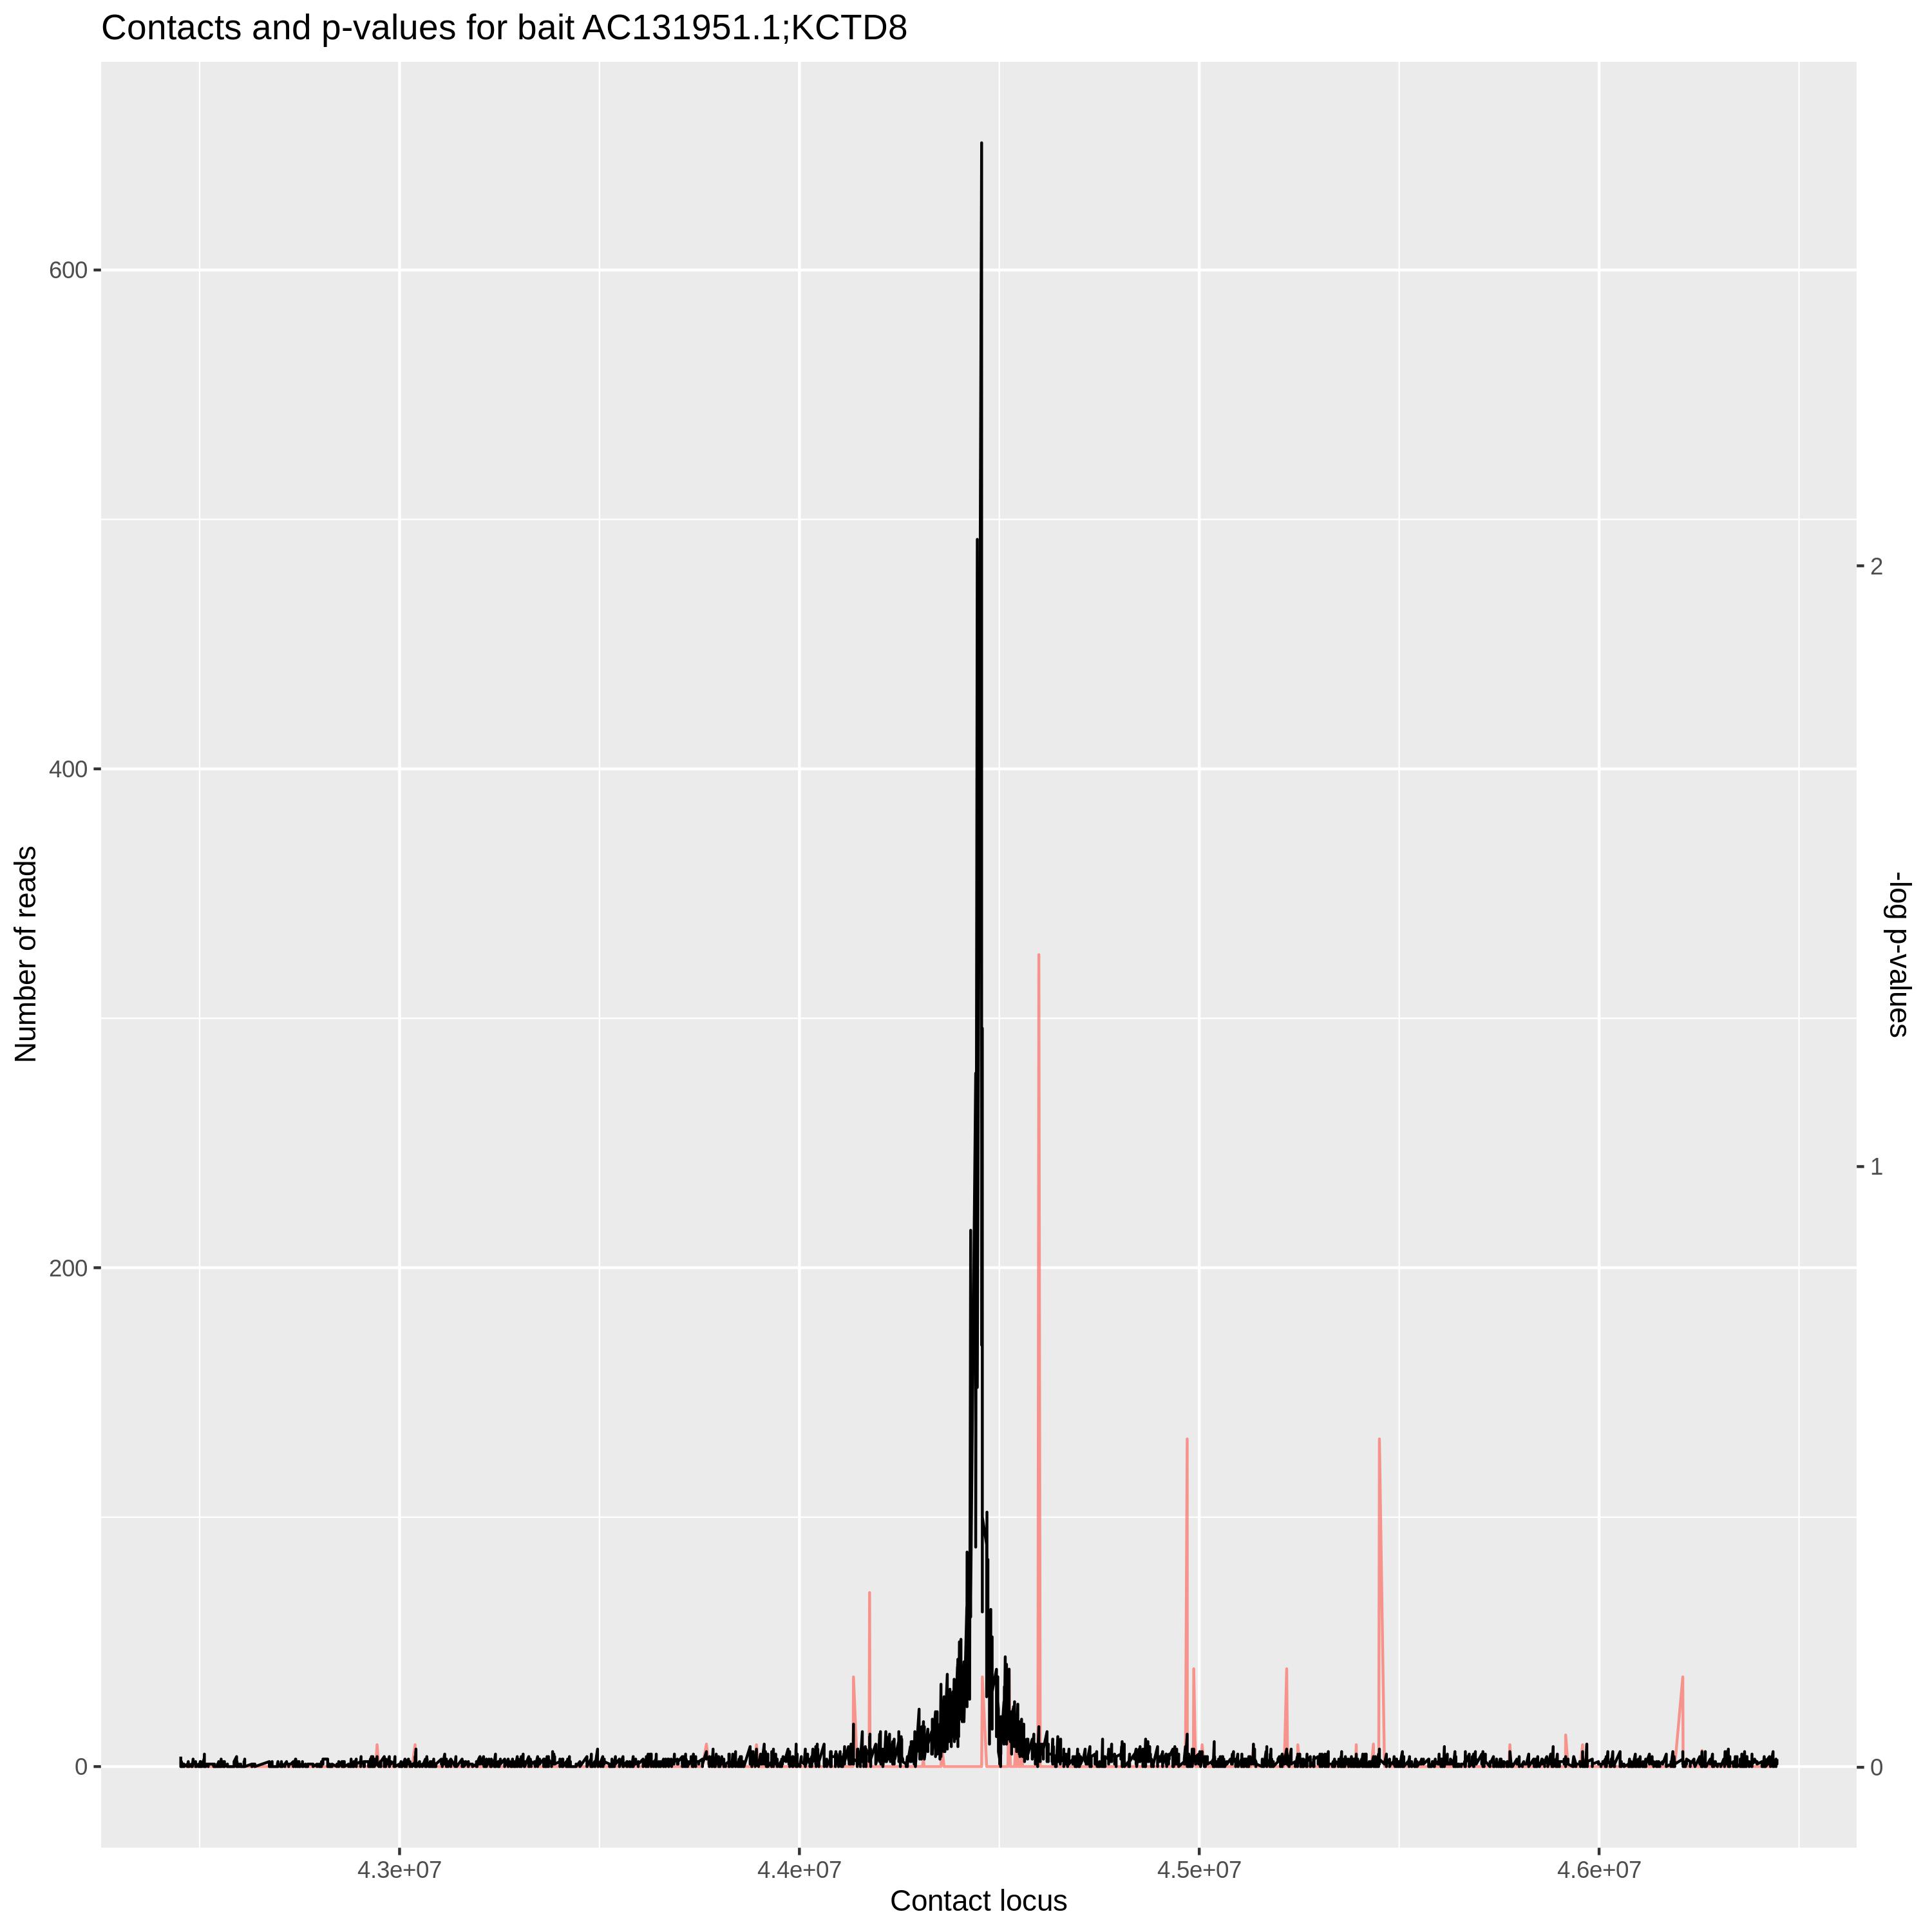 Contacts and p-values for bait AC131951.1;KCTD8
600
400
200
0
Number of reads
2
1
0
-log p-values
4.3e+07
4.4e+07
4.5e+07
4.6e+07
Contact locus